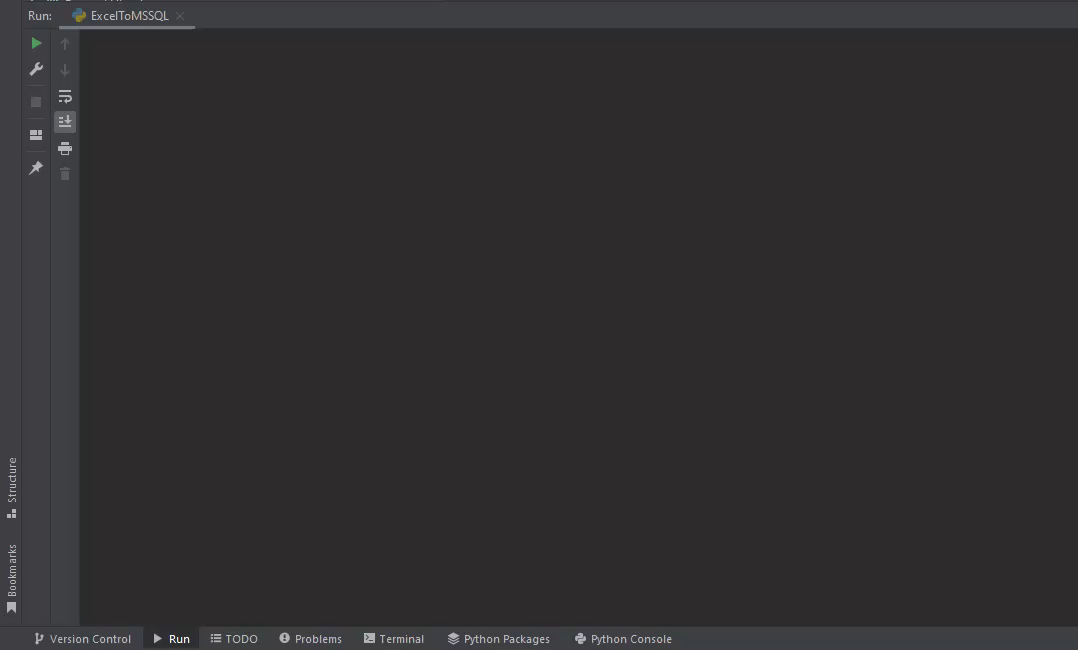 Run: ExcelToMSSQL
Structure
Bookmarks
Version Control Run TODO Problems Terminal Python Packages Python Console